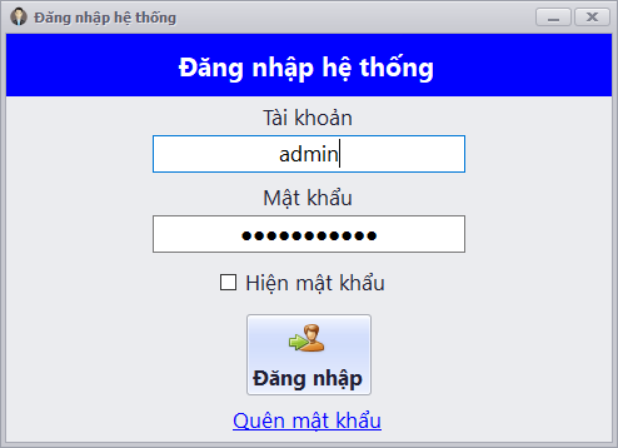 Đăng nhập hệ thống
Đăng nhập hệ thống
Tài khoản
admin
Mật khẩu
●●●●●●●●●●●
Hiện mật khẩu
Đăng nhập
Quên mật khẩu